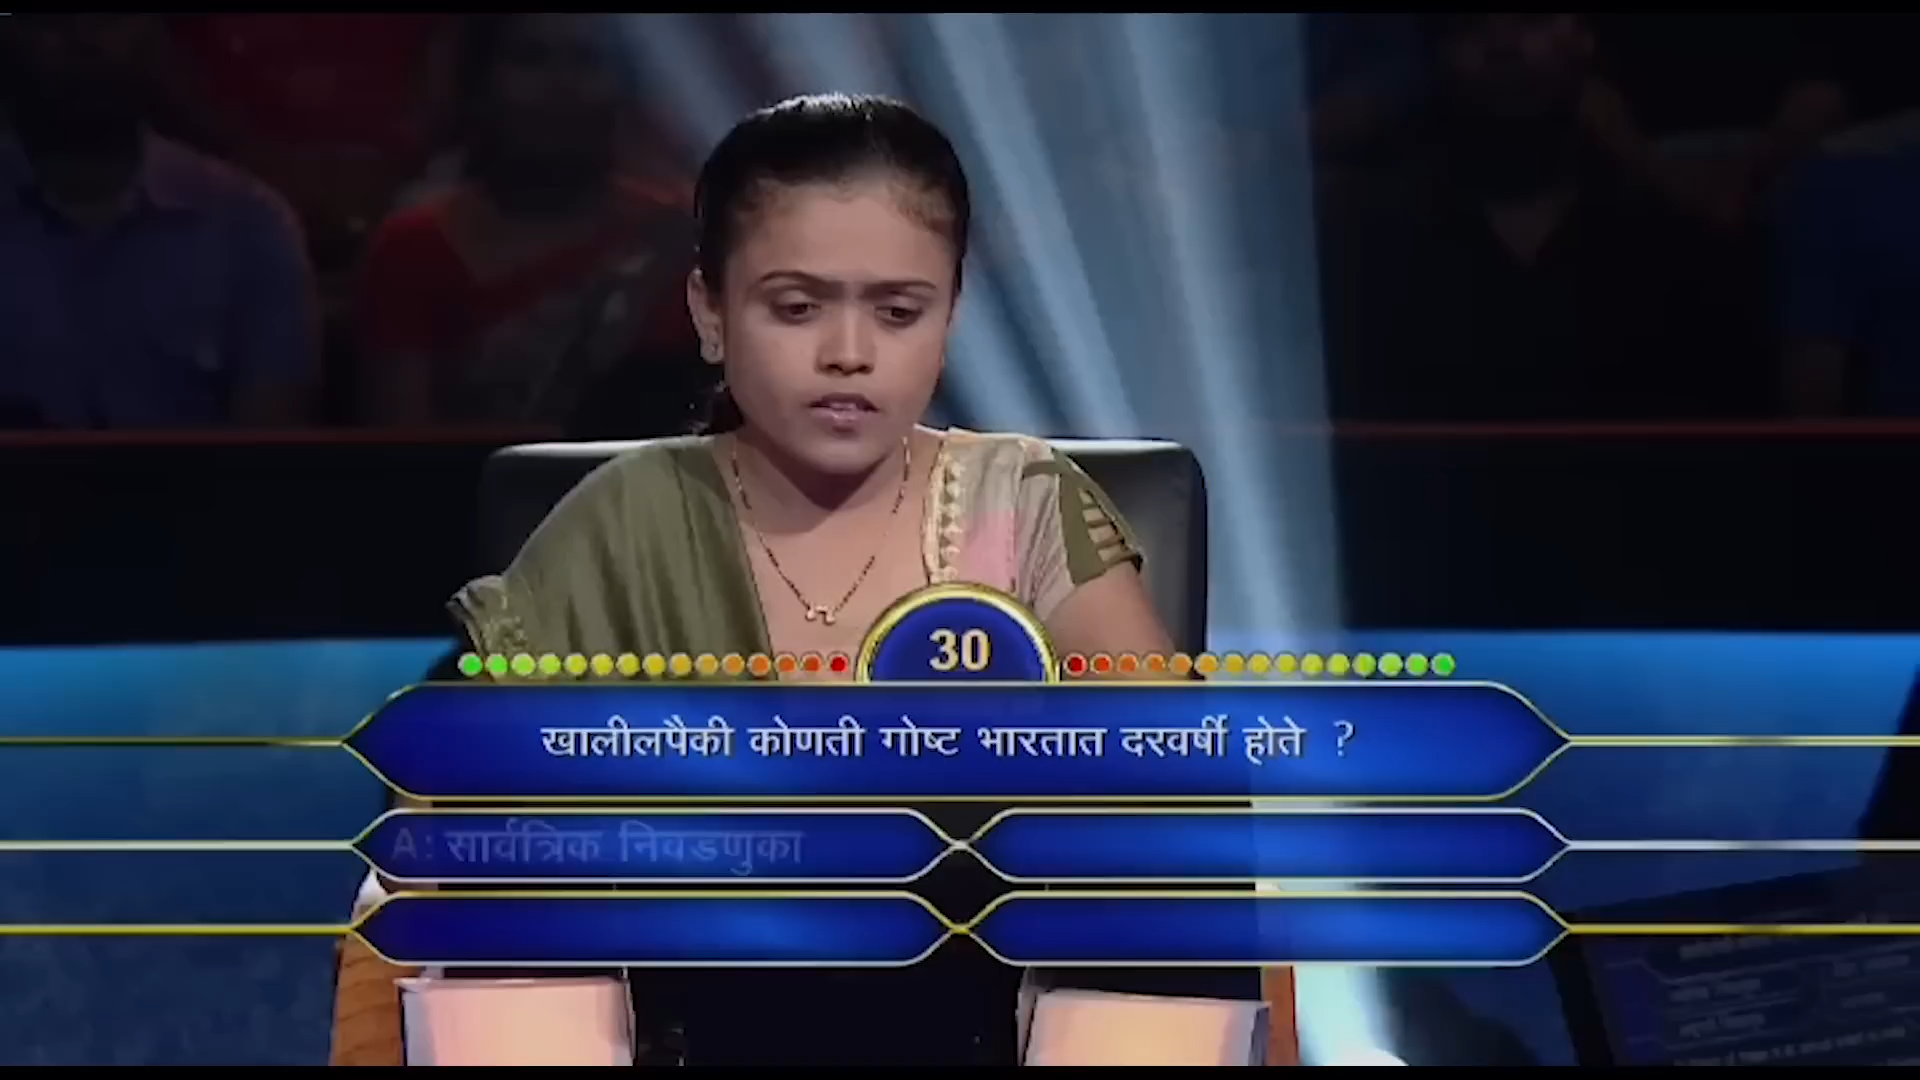 30
खालीलपैकी कोणती गोष्ट भारतात दरवर्षी होते ?
A: सार्वत्रिक निवडणुका